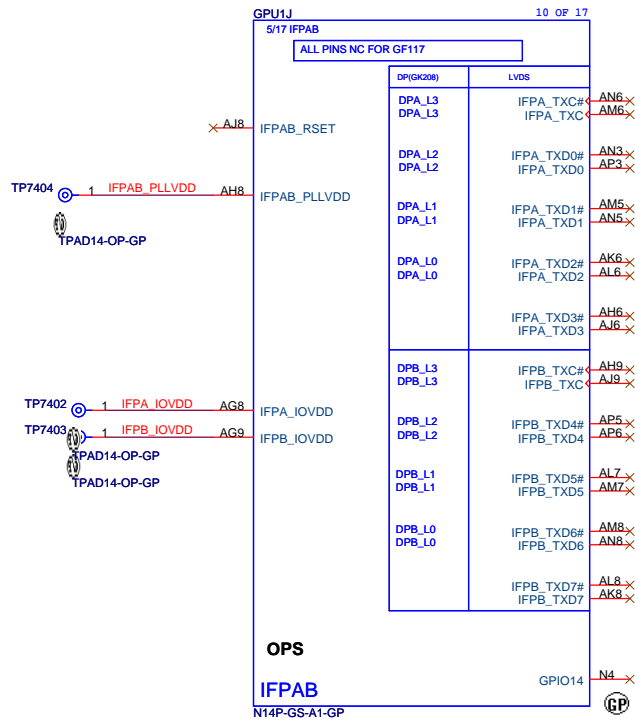 GPU1J 10 OF 17
5/17 IFPAB
ALL PINS NC FOR GF117
DP(GK208) LVDS
DPA_L3 IFPA_TXC# AN6
DPA_L3 IFPA_TXC AM6
AJ8 IFPAB_RSET
DPA_L2 IFPA_TXD0# AN3
DPA_L2 IFPA_TXD0 AP3
TP7404 1 IFPAB_PLLVDD AH8 IFPAB_PLLVDD
DPA_L1 IFPA_TXD1# AM5
DPA_L1 IFPA_TXD1 AN5
TPAD14-OP-GP
DPA_L0 IFPA_TXD2# AK6
DPA_L0 IFPA_TXD2 AL6
IFPA_TXD3# AH6
IFPA_TXD3 AJ6
DPB_L3 IFPB_TXC# AH9
DPB_L3 IFPB_TXC AJ9
TP7402 1 IFPA_IOVDD AG8 IFPA_IOVDD
DPB_L2 IFPB_TXD4# AP5
TP7403 1 IFPB_IOVDD AG9 IFPB_IOVDD
DPB_L2 IFPB_TXD4 AP6
TPAD14-OP-GP
DPB_L1 IFPB_TXD5# AL7
TPAD14-OP-GP
DPB_L1 IFPB_TXD5 AM7
DPB_L0 IFPB_TXD6# AM8
DPB_L0 IFPB_TXD6 AN8
IFPB_TXD7# AL8
IFPB_TXD7 AK8
OPS
GPIO14 N4
IFPAB
GP
N14P-GS-A1-GP